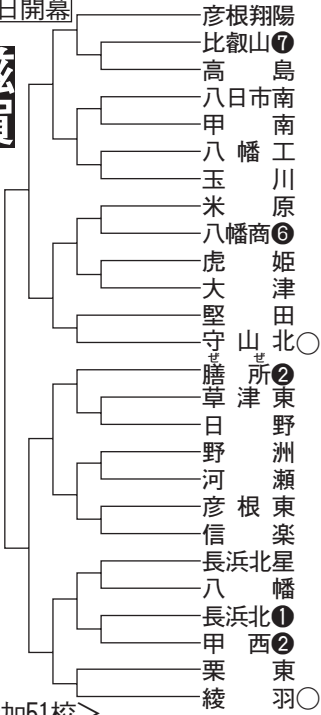 日開幕
滋賀
彦根翔陽
比叡山❼
高島
八日市南
甲南
八幡工
玉川
米原
八幡商❻
虎姫
大津
堅田
守山北○
ぜぜ
膳所❷
草津東
日野
野洲
河瀬
彦根東
信楽
長浜北星
八幡
長浜北❶
甲西❷
栗東
綾羽○
加51校＞